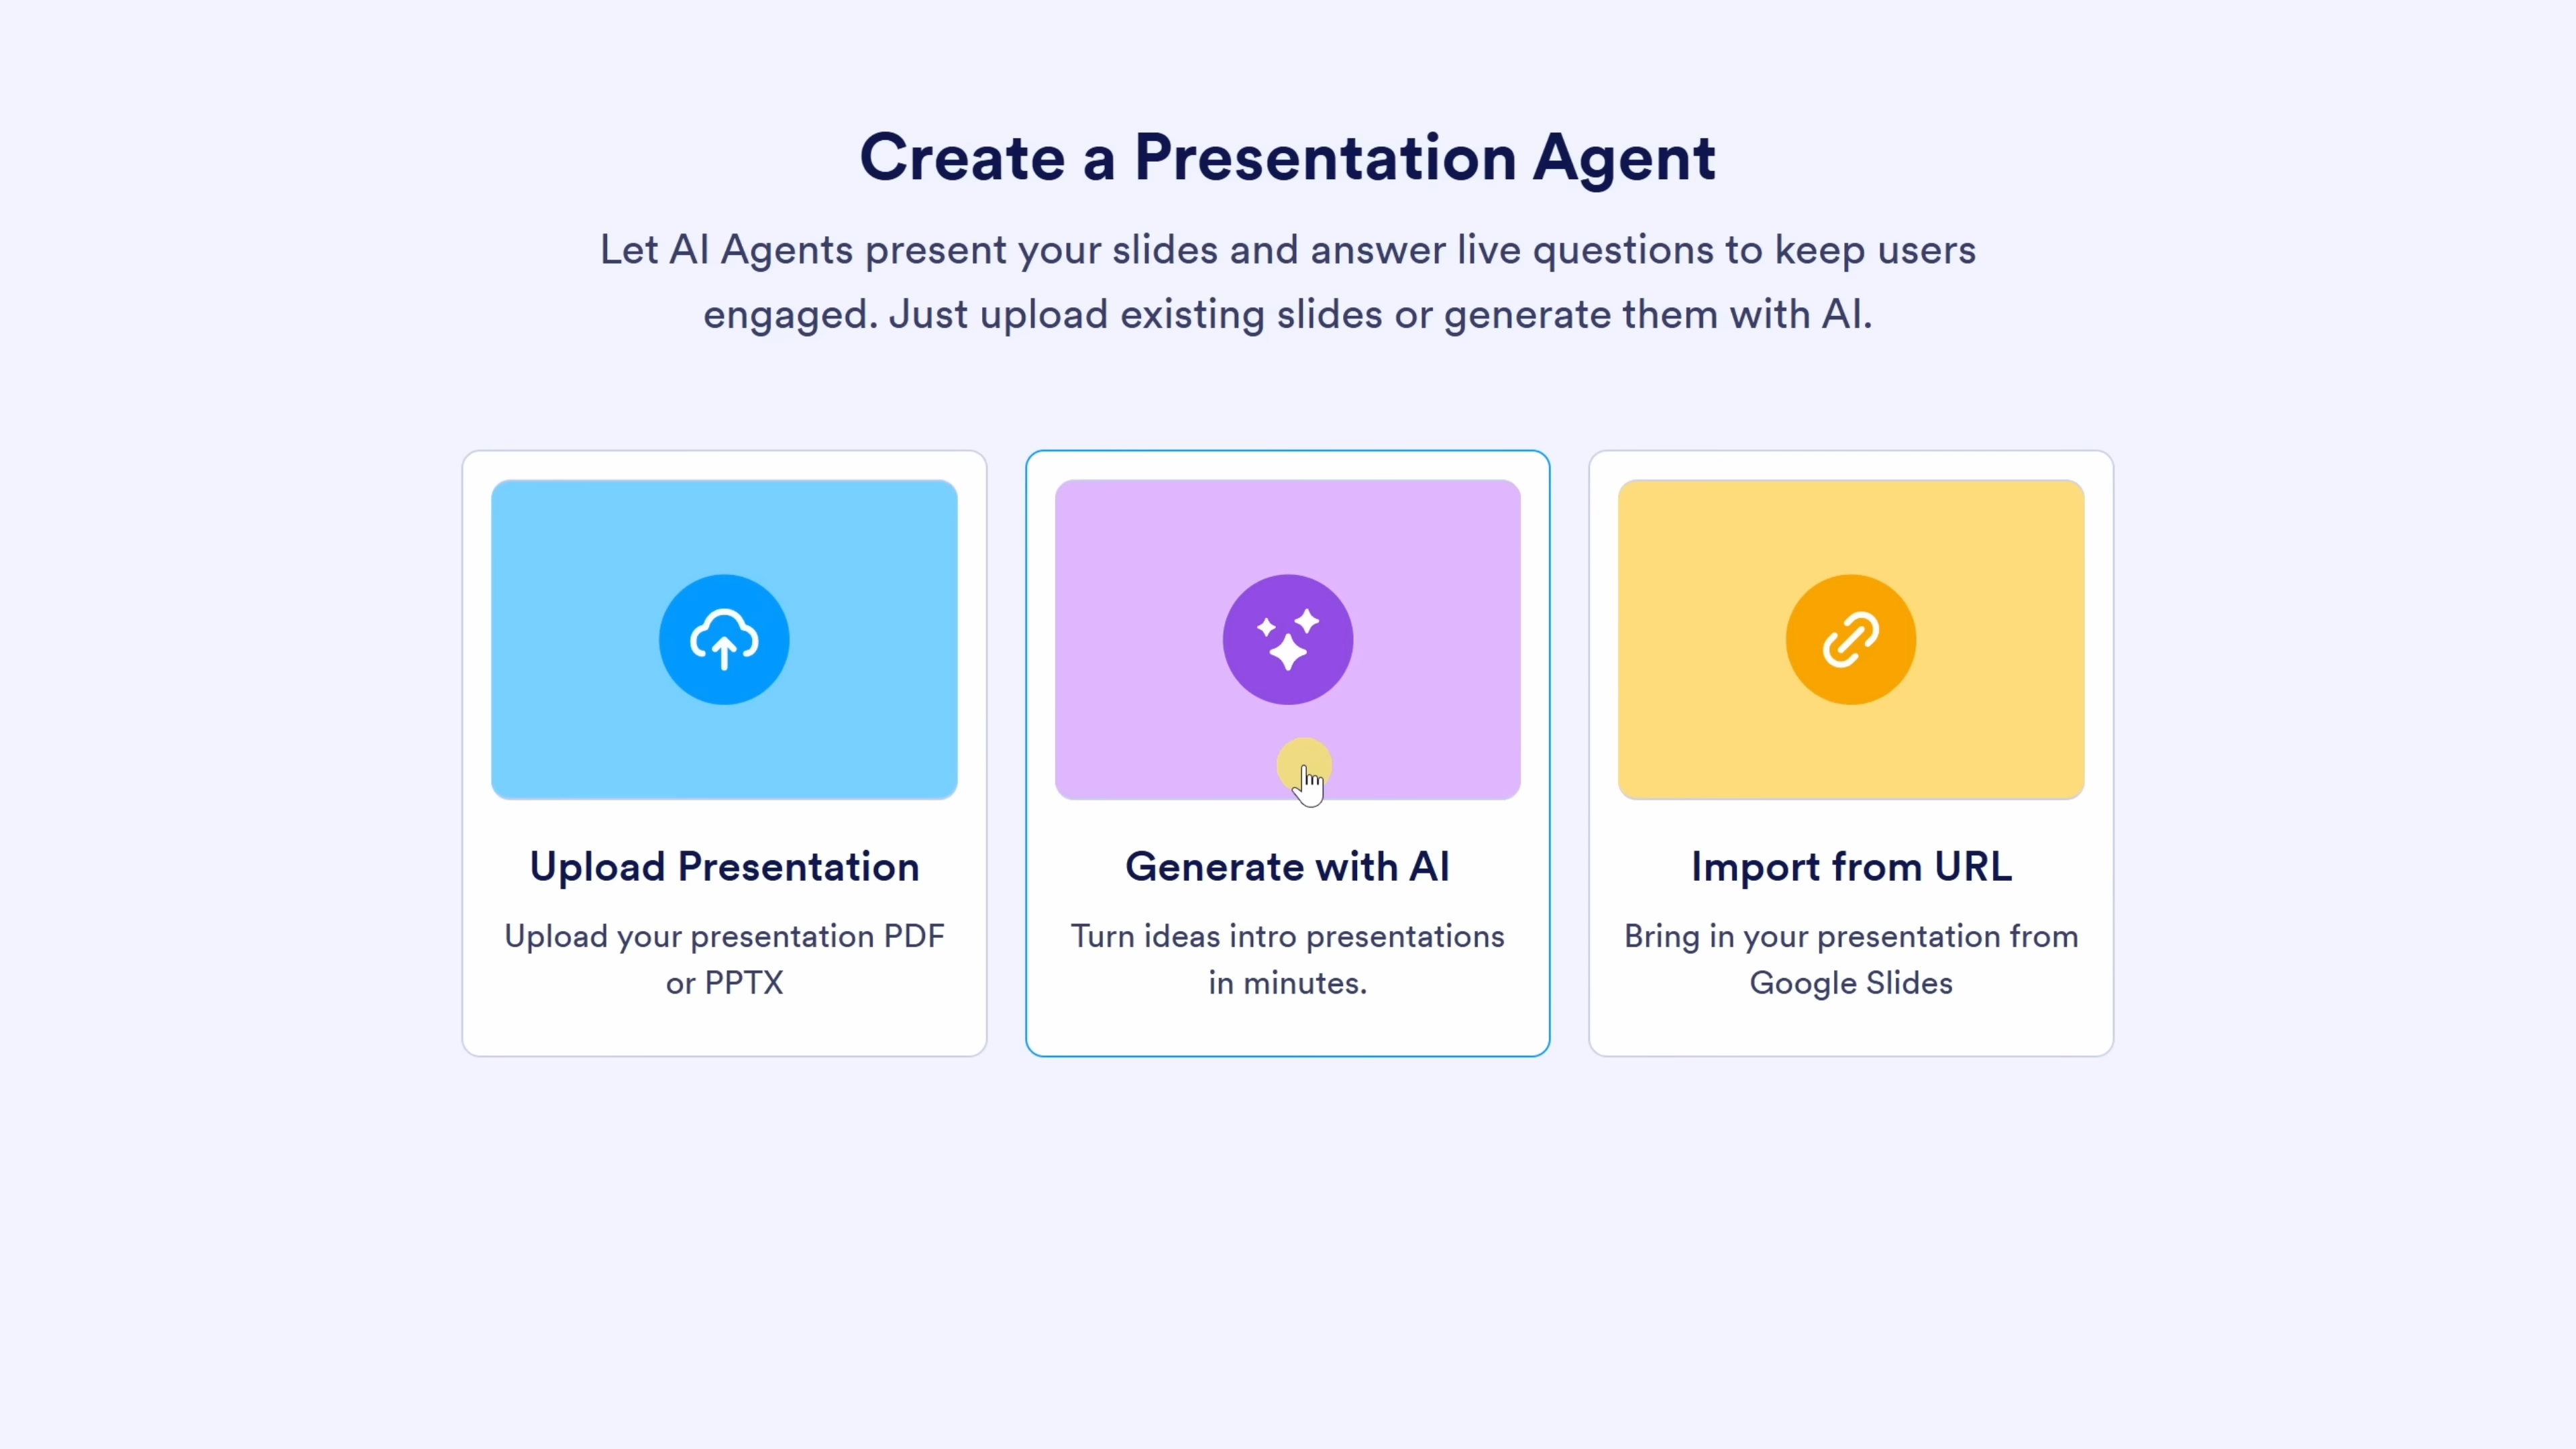 Create a Presentation Agent
Let AI Agents present your slides and answer live questions to keep users
engaged. Just upload existing slides or generate them with AI.
Upload Presentation
Upload your presentation PDF
or PPTX
Generate with AI
Turn ideas intro presentations
in minutes.
Import from URL
Bring in your presentation from
Google Slides